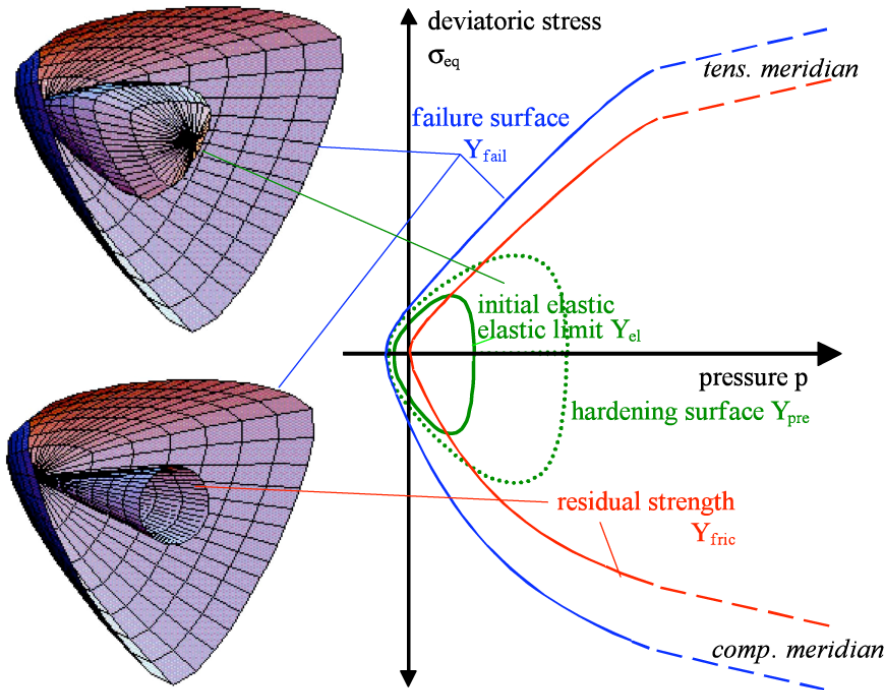 deviatoric stress
σeq
tens. meridian
failure surface
Yfail
initial elastic
elastic limit Yel
pressure p
hardening surface Ypre
residual strength
Yfric
comp. meridian